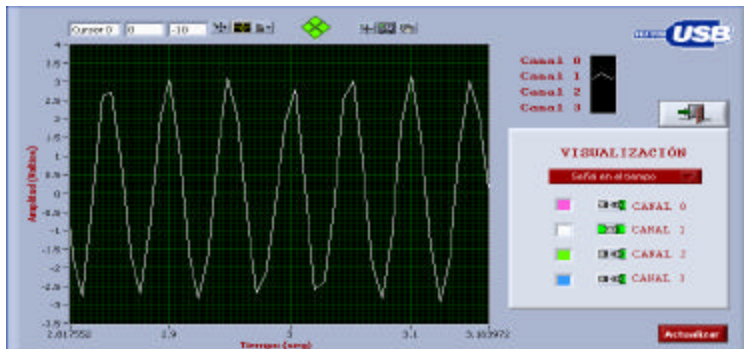 Cursor 0 0 -10
USB
4
3.5
3
2.5
2
1.5
1
0.5
0
-0.5
-1
-1.5
-2
-2.5
-3
-3.5
Amplitud (Voltios)
2.817552 2.9 3 3.1 3.183972
Tiempo (seg)
Canal 0
Canal 1
Canal 2
Canal 3
VISUALIZACIÓN
Señal en el tiempo
CANAL 0
CANAL 1
CANAL 2
CANAL 3
Actualizar